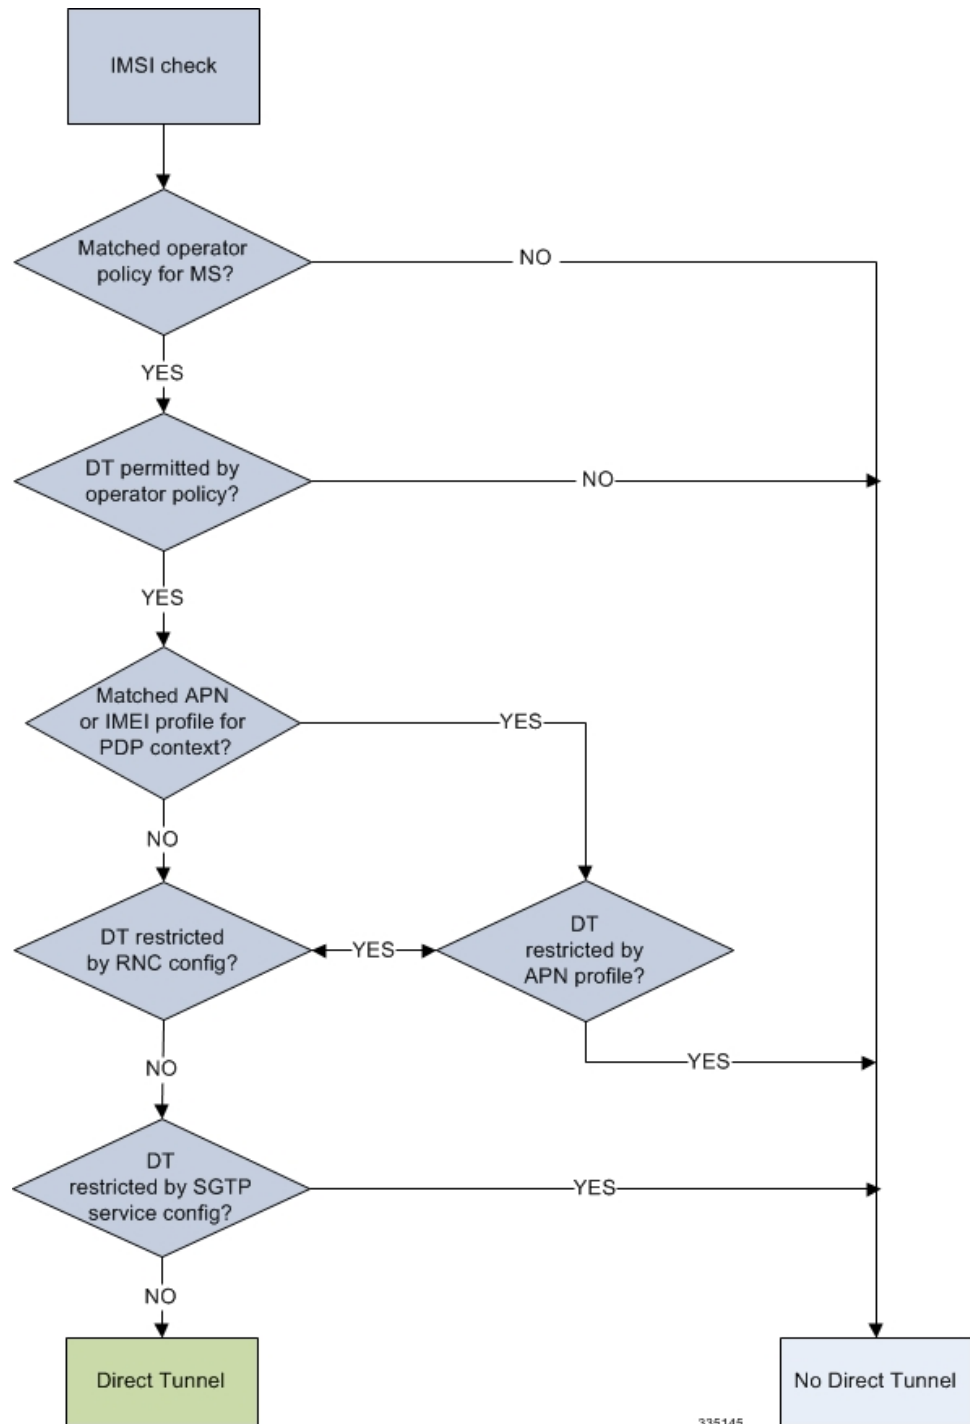 IMSI check
Matched operator
policy for MS?
NO
YES
DT permitted by
operator policy?
NO
YES
Matched APN
or IMEI profile for
PDP context?
YES
NO
DT restricted
by RNC config?
YES
DT
restricted by
APN profile?
YES
NO
DT
restricted by SGTP
service config?
YES
NO
Direct Tunnel
No Direct Tunnel
335145